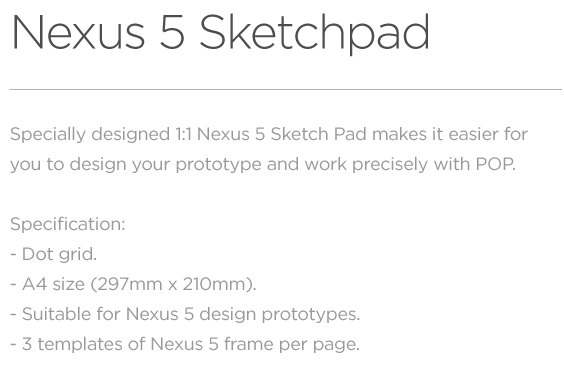 Nexus 5 Sketchpad
Specially designed 1:1 Nexus 5 Sketch Pad makes it easier for
you to design your prototype and work precisely with POP.
Specification:
- Dot grid.
- A4 size (297mm x 210mm).
- Suitable for Nexus 5 design prototypes.
- 3 templates of Nexus 5 frame per page.